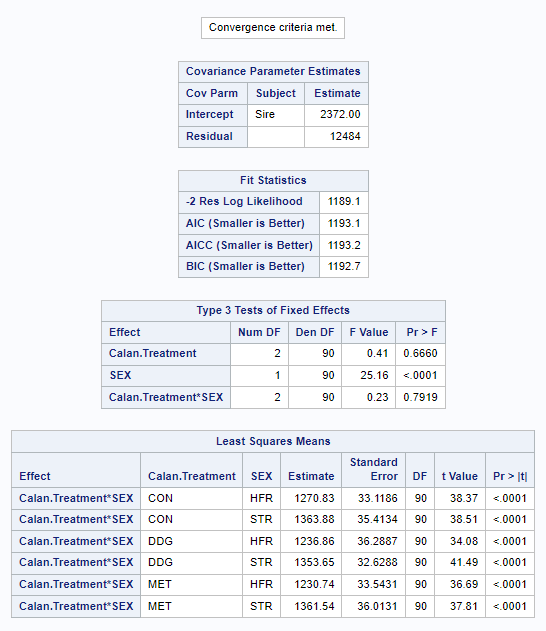 Convergence criteria met.
Covariance Parameter Estimates
Cov Parm Subject Estimate
Intercept Sire 2372.00
Residual 12484
Fit Statistics
-2 Res Log Likelihood 1189.1
AIC (Smaller is Better) 1193.1
AICC (Smaller is Better) 1193.2
BIC (Smaller is Better) 1192.7
Type 3 Tests of Fixed Effects
Effect Num DF Den DF F Value Pr > F
Calan.Treatment 2 90 0.41 0.6660
SEX 1 90 25.16 <.0001
Calan.Treatment*SEX 2 90 0.23 0.7919
Least Squares Means
Effect Calan.Treatment SEX Estimate Standard Error DF t Value Pr > |t|
Calan.Treatment*SEX CON HFR 1270.83 33.1186 90 38.37 <.0001
Calan.Treatment*SEX CON STR 1363.88 35.4134 90 38.51 <.0001
Calan.Treatment*SEX DDG HFR 1236.86 36.2887 90 34.08 <.0001
Calan.Treatment*SEX DDG STR 1353.65 32.6288 90 41.49 <.0001
Calan.Treatment*SEX MET HFR 1230.74 33.5431 90 36.69 <.0001
Calan.Treatment*SEX MET STR 1361.54 36.0131 90 37.81 <.0001